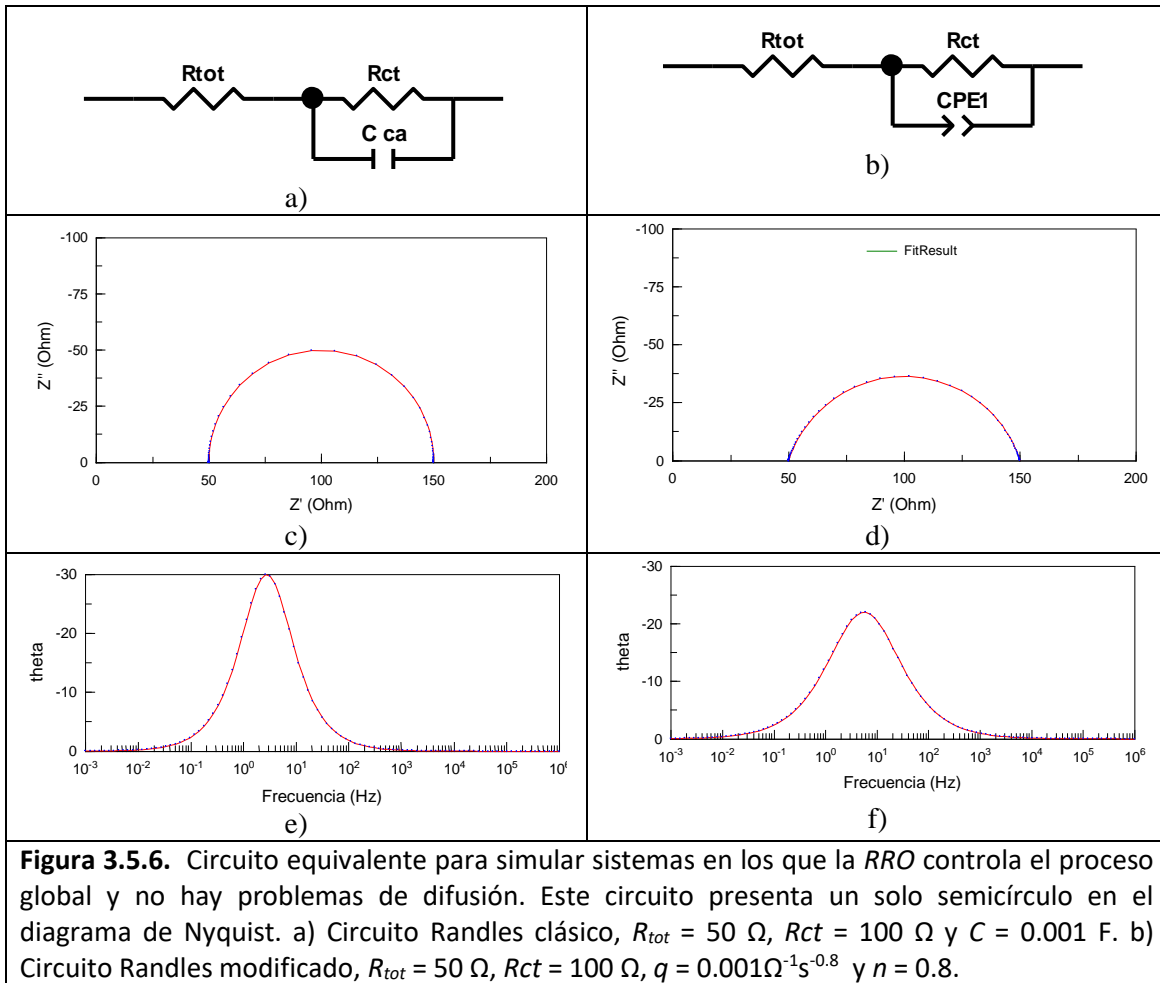 Rtot
Rct
C ca
a)
Rtot
Rct
CPE1
b)
-100
-75
-50
-25
0
Z'' (Ohm)
0 50 100 150 200
Z' (Ohm)
c)
FitResult
-100
-75
-50
-25
0
Z'' (Ohm)
0 50 100 150 200
Z' (Ohm)
d)
-30
-20
-10
0
theta
10⁻³ 10⁻² 10⁻¹ 10⁰ 10¹ 10² 10³ 10⁴ 10⁵ 10⁶
Frecuencia (Hz)
e)
-30
-20
-10
0
theta
10⁻³ 10⁻² 10⁻¹ 10⁰ 10¹ 10² 10³ 10⁴ 10⁵ 10⁶
Frecuencia (Hz)
f)
Figura 3.5.6. Circuito equivalente para simular sistemas en los que la RRO controla el proceso
global y no hay problemas de difusión. Este circuito presenta un solo semicírculo en el
diagrama de Nyquist. a) Circuito Randles clásico, Rtot = 50 Ω, Rct = 100 Ω y C = 0.001 F. b)
Circuito Randles modificado, Rtot = 50 Ω, Rct = 100 Ω, q = 0.001Ω⁻¹s⁻⁰·⁸ y n = 0.8.